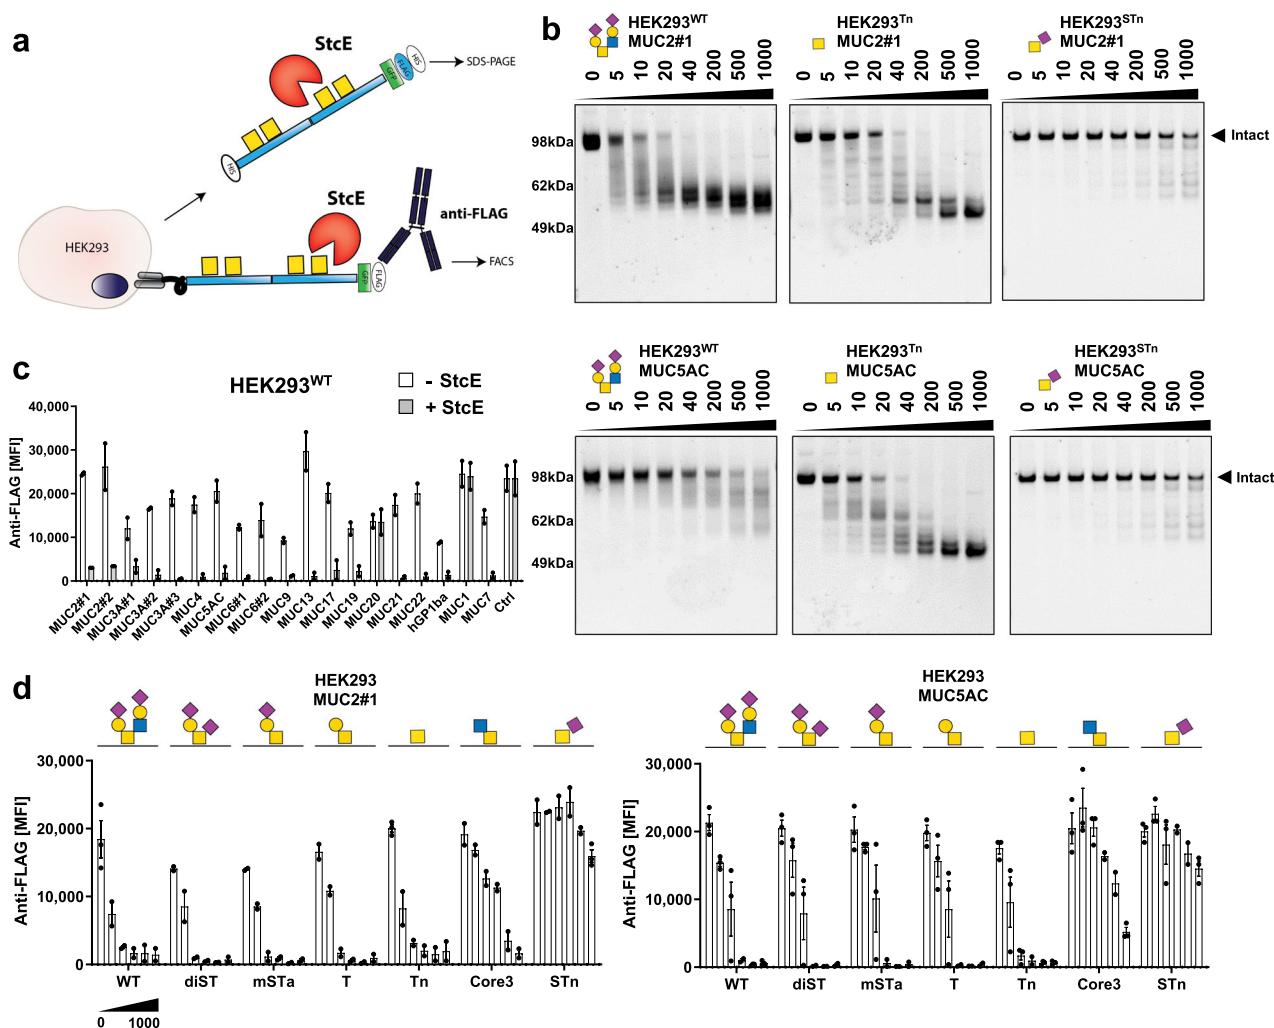 a
StcE
HIS
FLAG
GFP
SDS-PAGE
HIS
StcE
anti-FLAG
HEK293
GFP
FLAG
FACS
b
HEK293WT
MUC2#1
0 5 10 20 40 200 500 1000
HEK293Tn
MUC2#1
0 5 10 20 40 200 500 1000
HEK293STn
MUC2#1
0 5 10 20 40 200 500 1000
98kDa
62kDa
49kDa
Intact
HEK293WT
MUC5AC
0 5 10 20 40 200 500 1000
HEK293Tn
MUC5AC
0 5 10 20 40 200 500 1000
HEK293STn
MUC5AC
0 5 10 20 40 200 500 1000
98kDa
62kDa
49kDa
Intact
c
HEK293WT
- StcE
+ StcE
Anti-FLAG [MFI]
40,000
30,000
20,000
10,000
0
MUC2#1 MUC2#2 MUC3A#1 MUC3A#2 MUC3A#3 MUC4 MUC5AC MUC6#1 MUC6#2 MUC9 MUC13 MUC17 MUC19 MUC20 MUC21 MUC22 hGP1ba MUC1 MUC7 Ctrl
d
HEK293
MUC2#1
Anti-FLAG [MFI]
30,000
20,000
10,000
0
WT diST mSTa T Tn Core3 STn
0 1000
HEK293
MUC5AC
Anti-FLAG [MFI]
30,000
20,000
10,000
0
WT diST mSTa T Tn Core3 STn